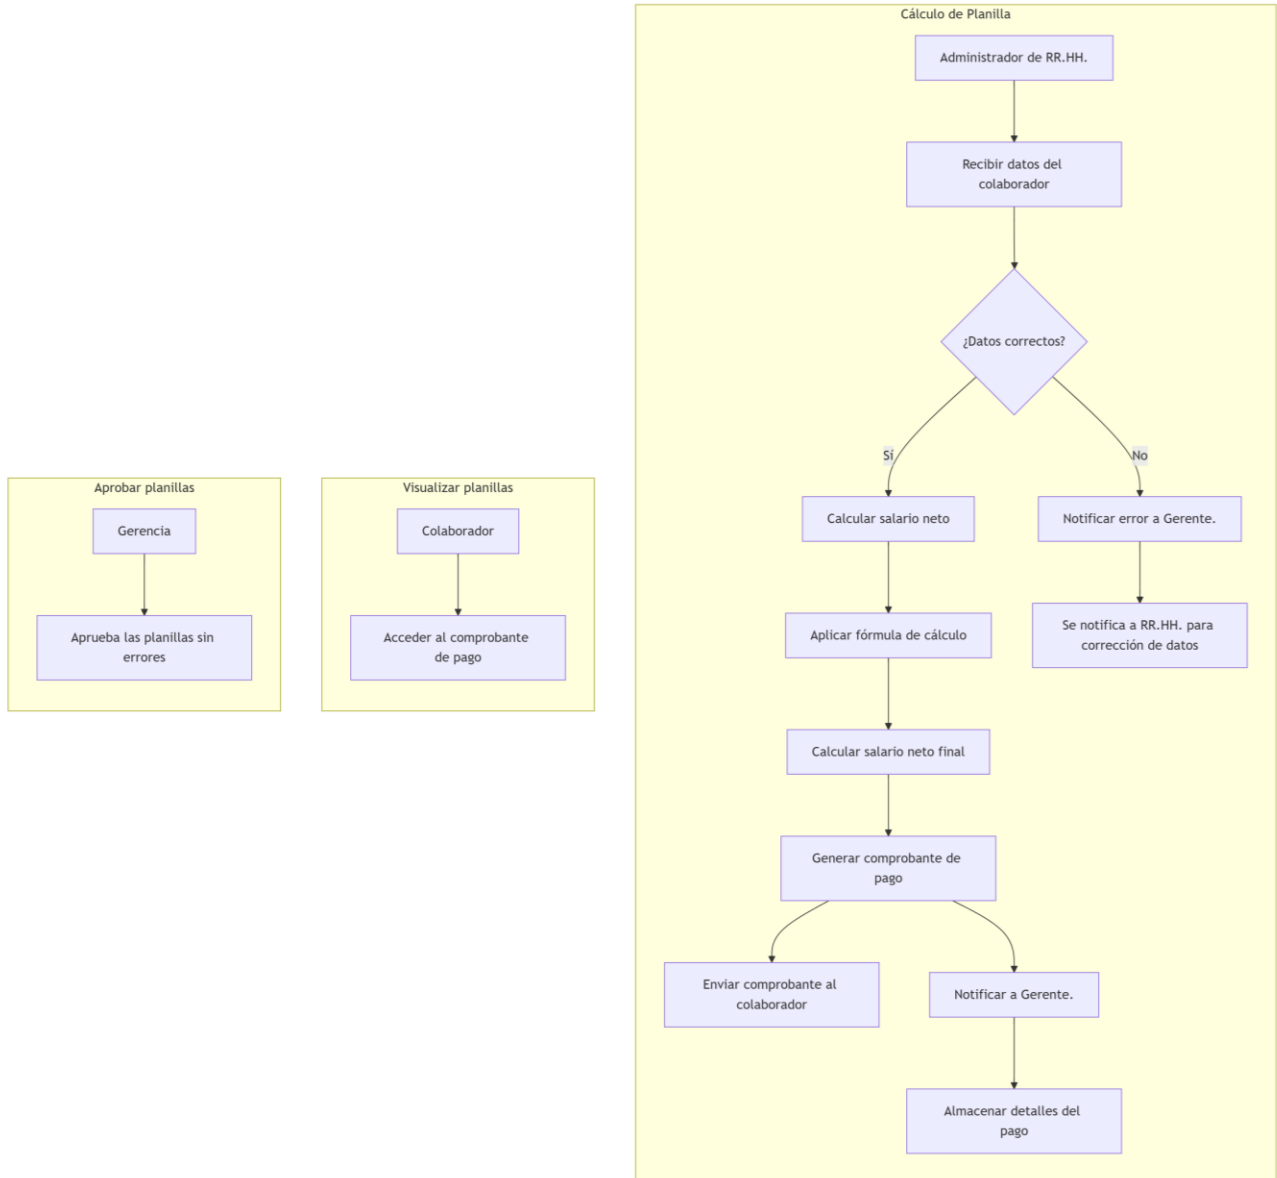 Cálculo de Planilla
Administrador de RR.HH.
Recibir datos del
colaborador
¿Datos correctos?
Sí
No
Aprobar planillas
Gerencia
Aprueba las planillas sin
errores
Visualizar planillas
Colaborador
Acceder al comprobante
de pago
Calcular salario neto
Notificar error a Gerente.
Aplicar fórmula de cálculo
Se notifica a RR.HH. para
corrección de datos
Calcular salario neto final
Generar comprobante de
pago
Enviar comprobante al
colaborador
Notificar a Gerente.
Almacenar detalles del
pago